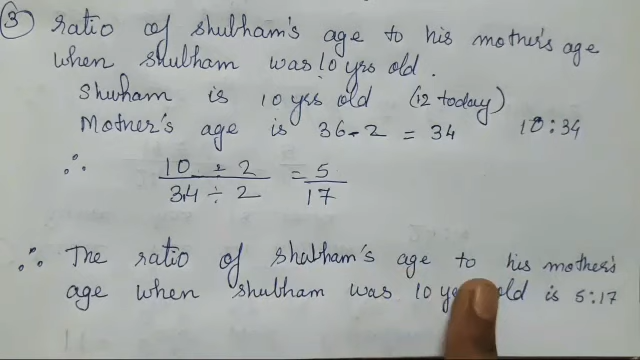 ③ ratio of shubham's age to his mother's age
when shubham was 10 yrs old.
Shubham is 10 yrs old (12 today)
Mother's age is 36-2 = 34 10:34
∴ 10 ÷ 2 / 34 ÷ 2 = 5 / 17
∴ The ratio of shubham's age to his mother's
age when shubham was 10 old is 5:17